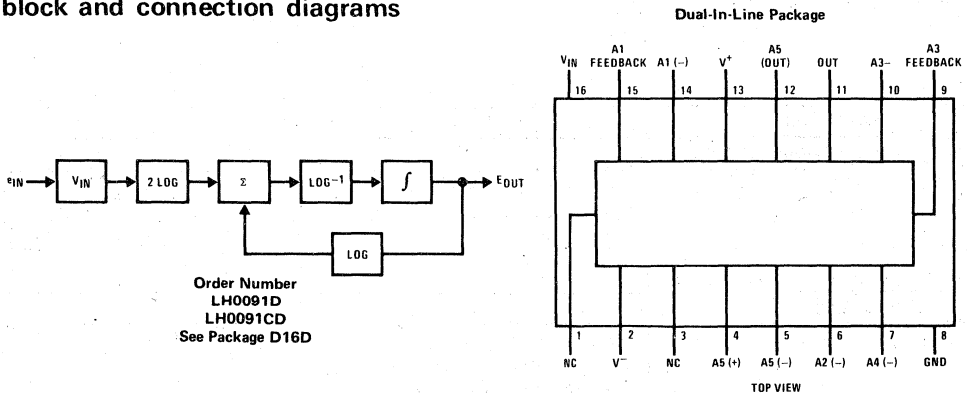 block and connection diagrams
eIN
VIN
2 LOG
Σ
LOG⁻¹
∫
EOUT
LOG
Order Number
LH0091D
LH0091CD
See Package D16D
Dual-In-Line Package
VIN
A1 FEEDBACK
A1 (–)
V+
A5 (OUT)
OUT
A3–
A3 FEEDBACK
16 15 14 13 12 11 10 9
1 2 3 4 5 6 7 8
NC
V–
NC
A5 (+)
A5 (–)
A2 (–)
A4 (–)
GND
TOP VIEW